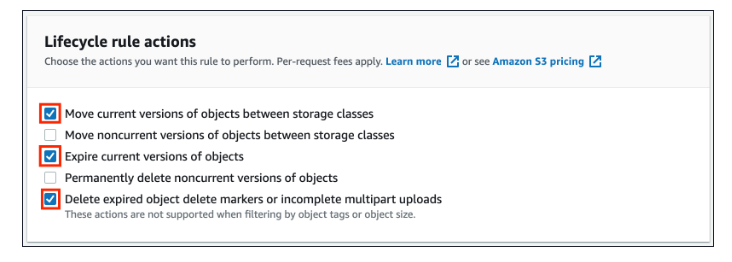 Lifecycle rule actions
Choose the actions you want this rule to perform. Per-request fees apply. Learn more or see Amazon S3 pricing
Move current versions of objects between storage classes
Move noncurrent versions of objects between storage classes
Expire current versions of objects
Permanently delete noncurrent versions of objects
Delete expired object delete markers or incomplete multipart uploads
These actions are not supported when filtering by object tags or object size.